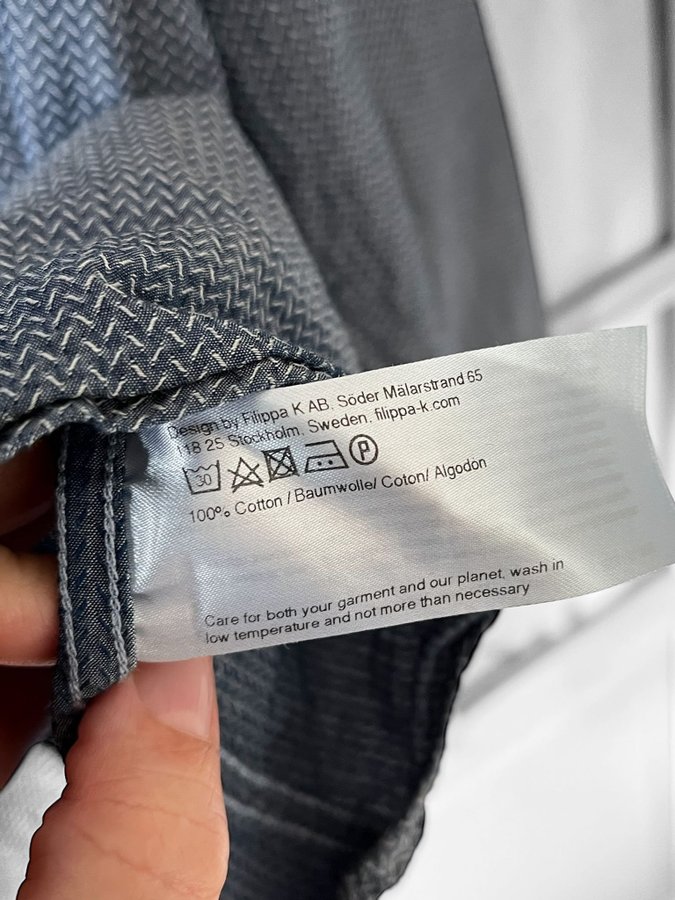 Design by Filippa K AB. Söder Mälarstrand 65
118 25 Stockholm. Sweden. filippa-k.com
30 P
100% Cotton / Baumwolle/ Coton/ Algodón
Care for both your garment and our planet, wash in
low temperature and not more than necessary